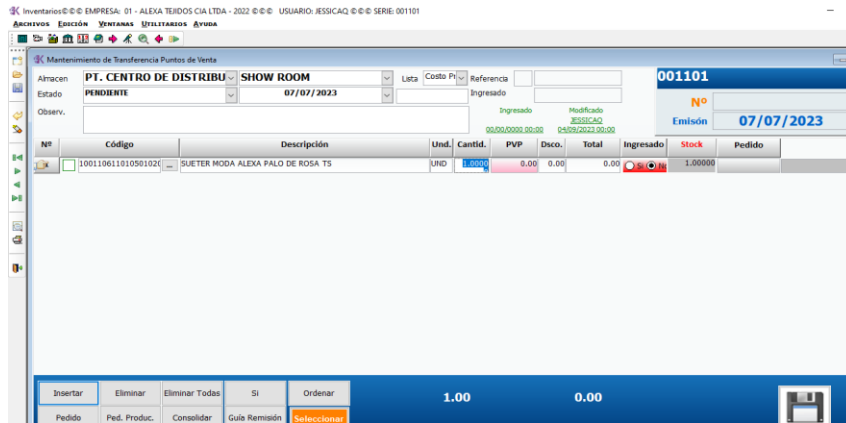 Inventarios©©© EMPRESA: 01 - ALEXA TEJIDOS CIA LTDA - 2022 ©©© USUARIO: JESSICAQ ©©© SERIE: 001101
ARCHIVOS EDICIÓN VENTANAS UTILITARIOS AYUDA
Mantenimiento de Transferencia Puntos de Venta
Almacen PT. CENTRO DE DISTRIBU SHOW ROOM Lista Costo Pr Referencia 001101
Estado PENDIENTE 07/07/2023 Ingresado Nº
Observ. Ingresado Modificado Emisón 07/07/2023
JESSICAQ
00/00/0000 00:00 04/09/2023 00:00
Nº Código Descripción Und. Cantid. PVP Dsco. Total Ingresado Stock Pedido
100110611010501020 ... SUETER MODA ALEXA PALO DE ROSA TS UND 1.0000 0.00 0.00 0.00 Si No 1.00000
Insertar Eliminar Eliminar Todas Si Ordenar 1.00 0.00
Pedido Ped. Produc. Consolidar Guía Remisión Seleccionar